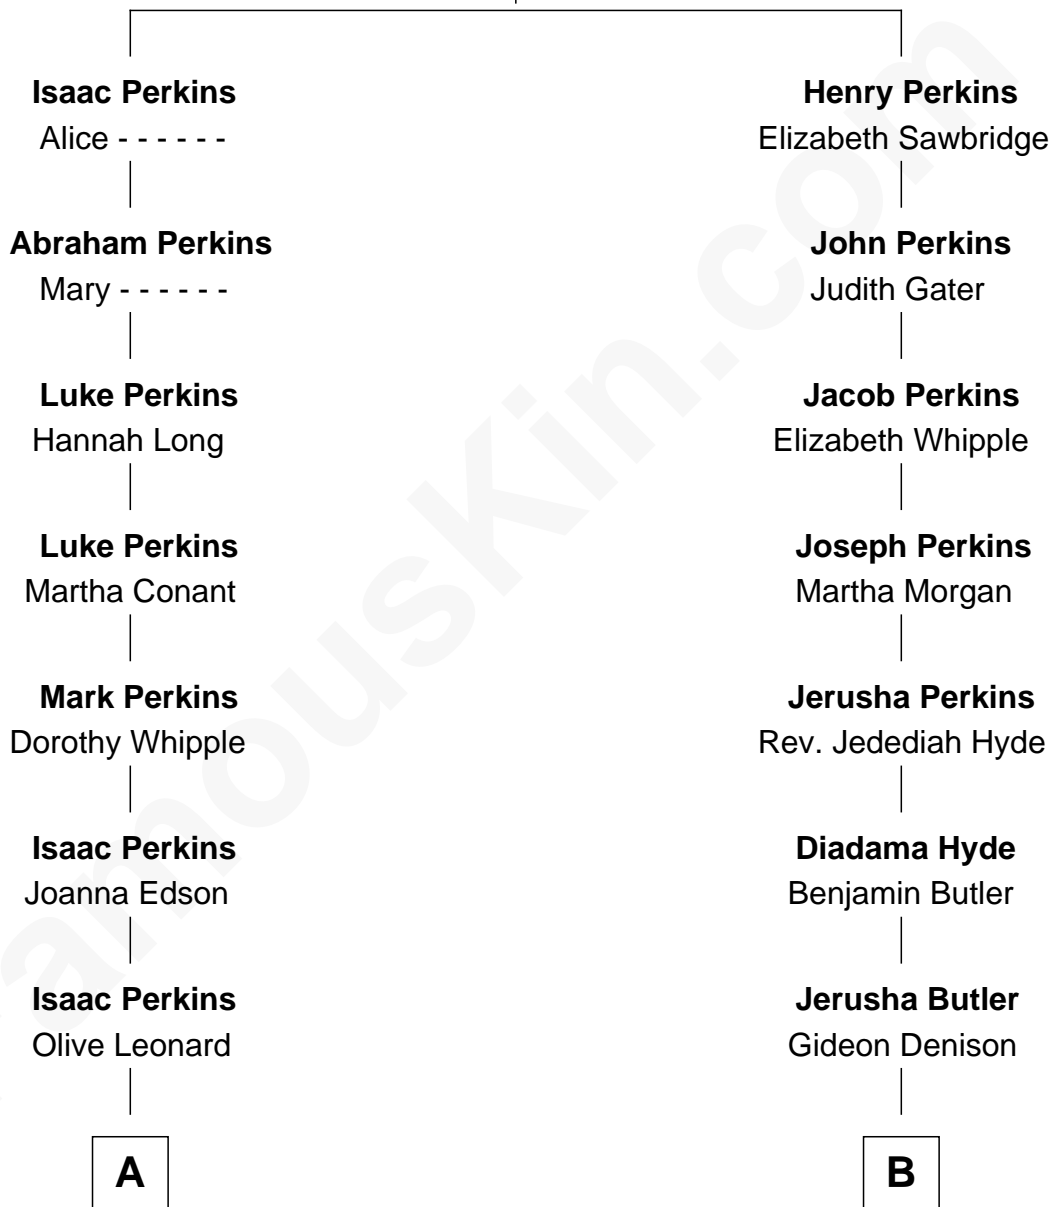 Isaac Perkins
Alice - - - - - -
Henry Perkins
Elizabeth Sawbridge
Abraham Perkins
Mary - - - - - -
John Perkins
Judith Gater
Luke Perkins
Hannah Long
Jacob Perkins
Elizabeth Whipple
Luke Perkins
Martha Conant
Joseph Perkins
Martha Morgan
Mark Perkins
Dorothy Whipple
Jerusha Perkins
Rev. Jedediah Hyde
Isaac Perkins
Joanna Edson
Diadama Hyde
Benjamin Butler
Isaac Perkins
Olive Leonard
Jerusha Butler
Gideon Denison
A
B
famouskin.com